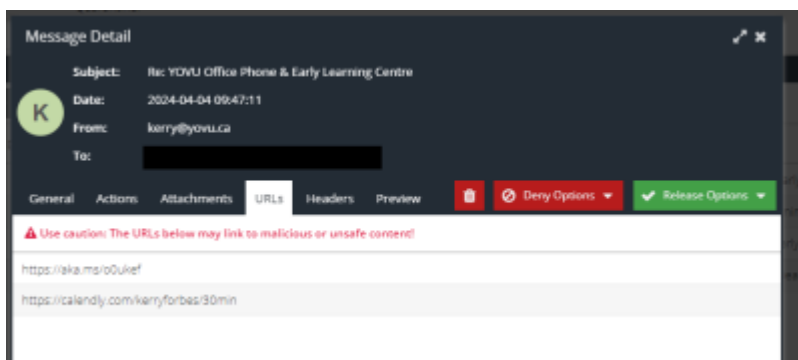 Message Detail
Subject: Re: YOVU Office Phone & Early Learning Centre
K
Date: 2024-04-04 09:47:11
From: kerry@yovu.ca
To:
General Actions Attachments URLs Headers Preview Deny Options Release Options
Use caution: The URLs below may link to malicious or unsafe content!
https://aka.ms/o0ukef
https://calendly.com/kerryforbes/30min